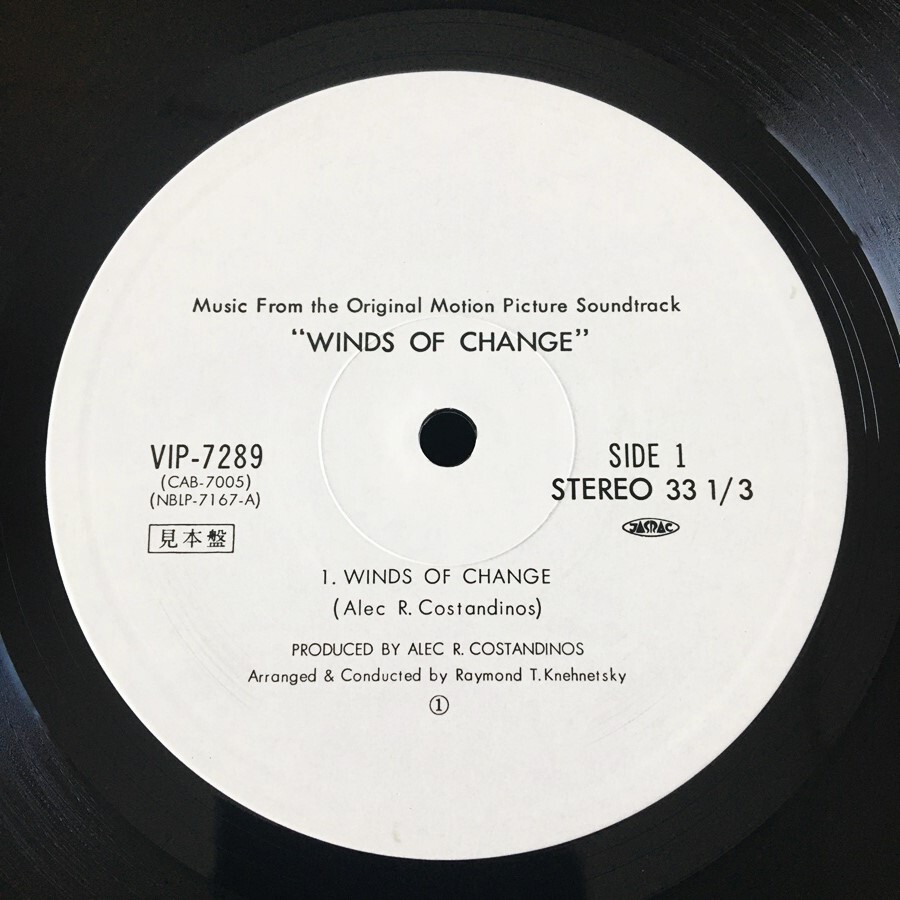 Music From the Original Motion Picture Soundtrack
“WINDS OF CHANGE”
VIP-7289
(CAB-7005)
(NBLP-7167-A)
見本盤
SIDE 1
STEREO 33 1/3
JASRAC
1. WINDS OF CHANGE
(Alec R. Costandinos)
PRODUCED BY ALEC R. COSTANDINOS
Arranged & Conducted by Raymond T. Knehnetsky
①